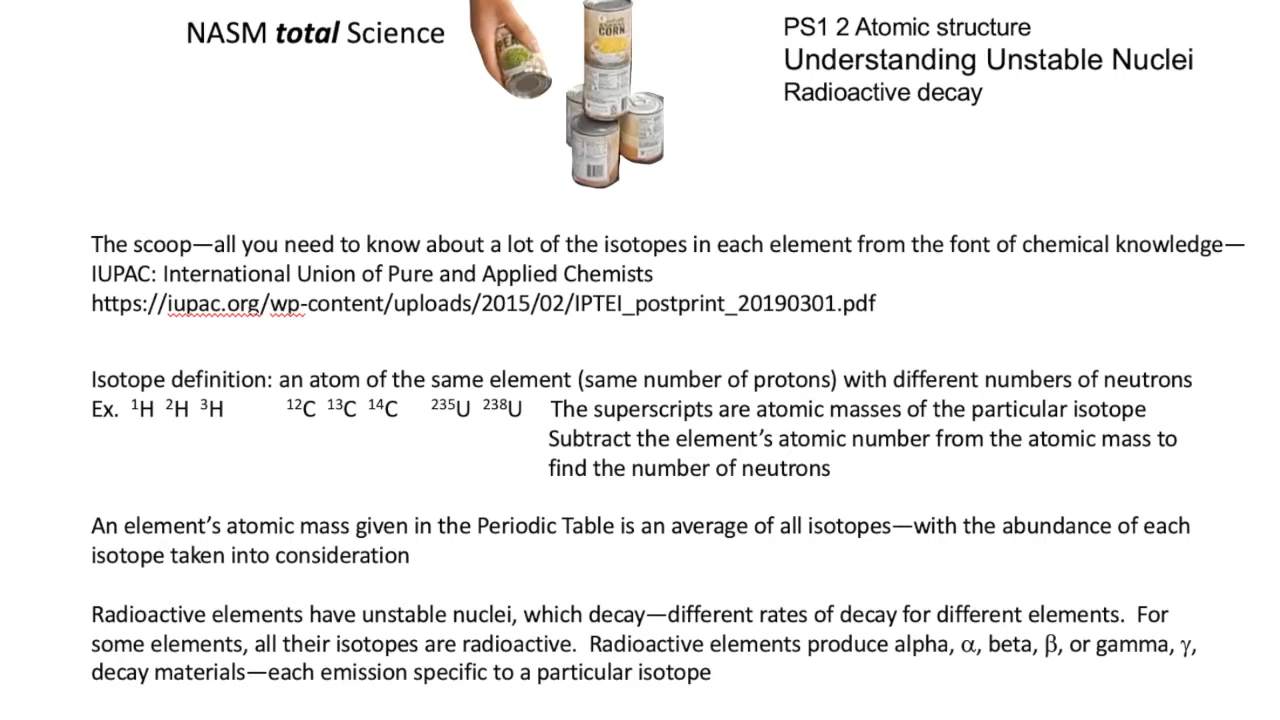 NASM total Science
CORN
PS1 2 Atomic structure
Understanding Unstable Nuclei
Radioactive decay
The scoop—all you need to know about a lot of the isotopes in each element from the font of chemical knowledge—
IUPAC: International Union of Pure and Applied Chemists
https://iupac.org/wp-content/uploads/2015/02/IPTEI_postprint_20190301.pdf
Isotope definition: an atom of the same element (same number of protons) with different numbers of neutrons
Ex. ¹H ²H ³H ¹²C ¹³C ¹⁴C ²³⁵U ²³⁸U The superscripts are atomic masses of the particular isotope
Subtract the element’s atomic number from the atomic mass to
find the number of neutrons
An element’s atomic mass given in the Periodic Table is an average of all isotopes—with the abundance of each
isotope taken into consideration
Radioactive elements have unstable nuclei, which decay—different rates of decay for different elements. For
some elements, all their isotopes are radioactive. Radioactive elements produce alpha, α, beta, β, or gamma, γ,
decay materials—each emission specific to a particular isotope